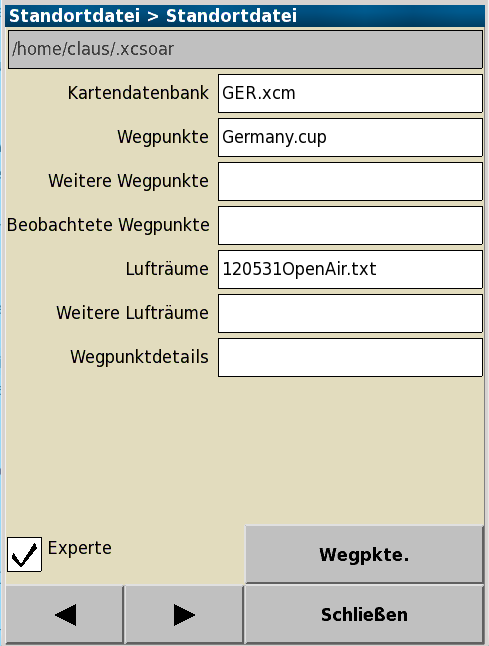 Standortdatei > Standortdatei
/home/claus/.xcsoar
Kartendatenbank GER.xcm
Wegpunkte Germany.cup
Weitere Wegpunkte
Beobachtete Wegpunkte
Lufträume 120531OpenAir.txt
Weitere Lufträume
Wegpunktdetails
Experte
Wegpkte.
Schließen